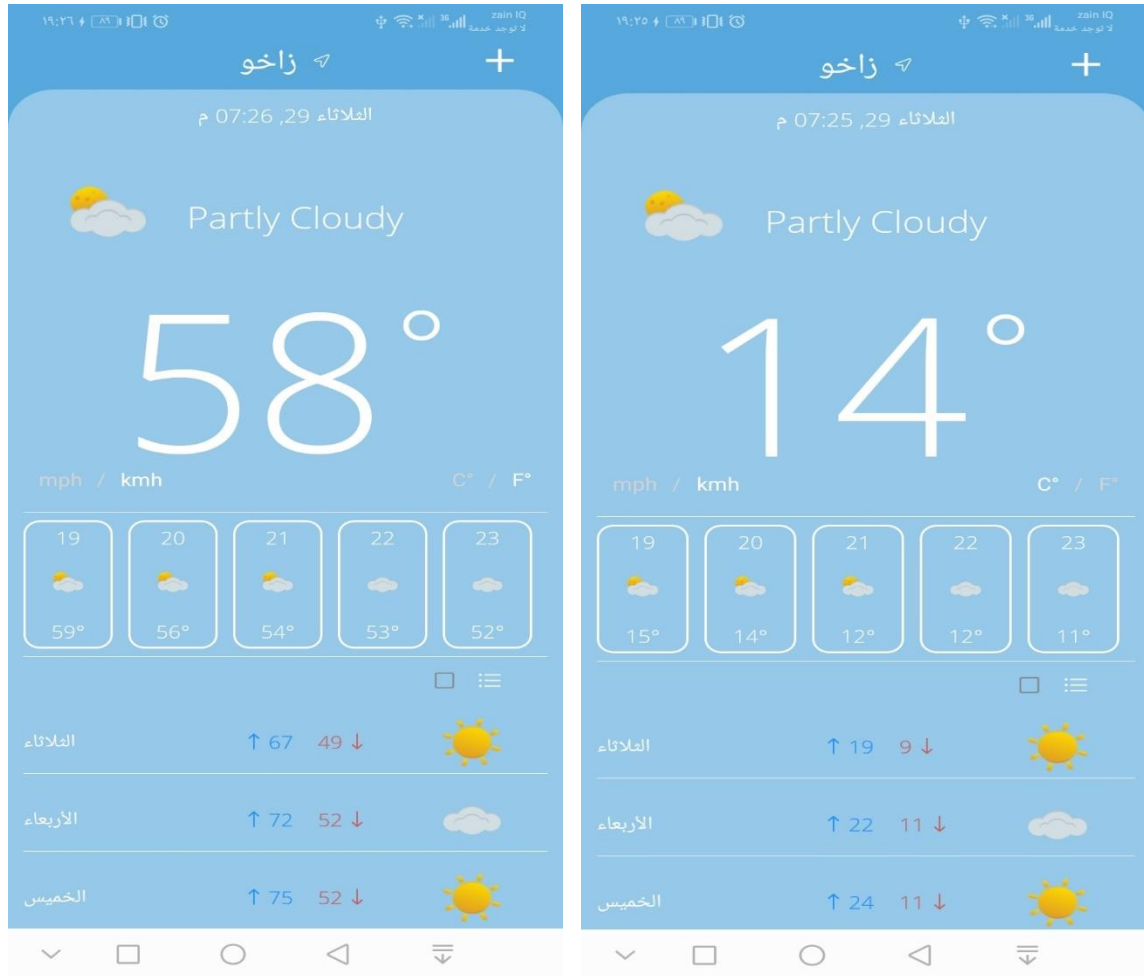 ١٩:٢٦ ٨٩ 3G zain IQ
لا توجد خدمة
زاخو +
الثلاثاء 29, 07:26 م
Partly Cloudy
58°
mph / kmh C° / F°
19 20 21 22 23
59° 56° 54° 53° 52°
الثلاثاء ↑ 67 49 ↓
الأربعاء ↑ 72 52 ↓
الخميس ↑ 75 52 ↓
١٩:٢٥ ٨٩ 3G zain IQ
لا توجد خدمة
زاخو +
الثلاثاء 29, 07:25 م
Partly Cloudy
14°
mph / kmh C° / F°
19 20 21 22 23
15° 14° 12° 12° 11°
الثلاثاء ↑ 19 9 ↓
الأربعاء ↑ 22 11 ↓
الخميس ↑ 24 11 ↓